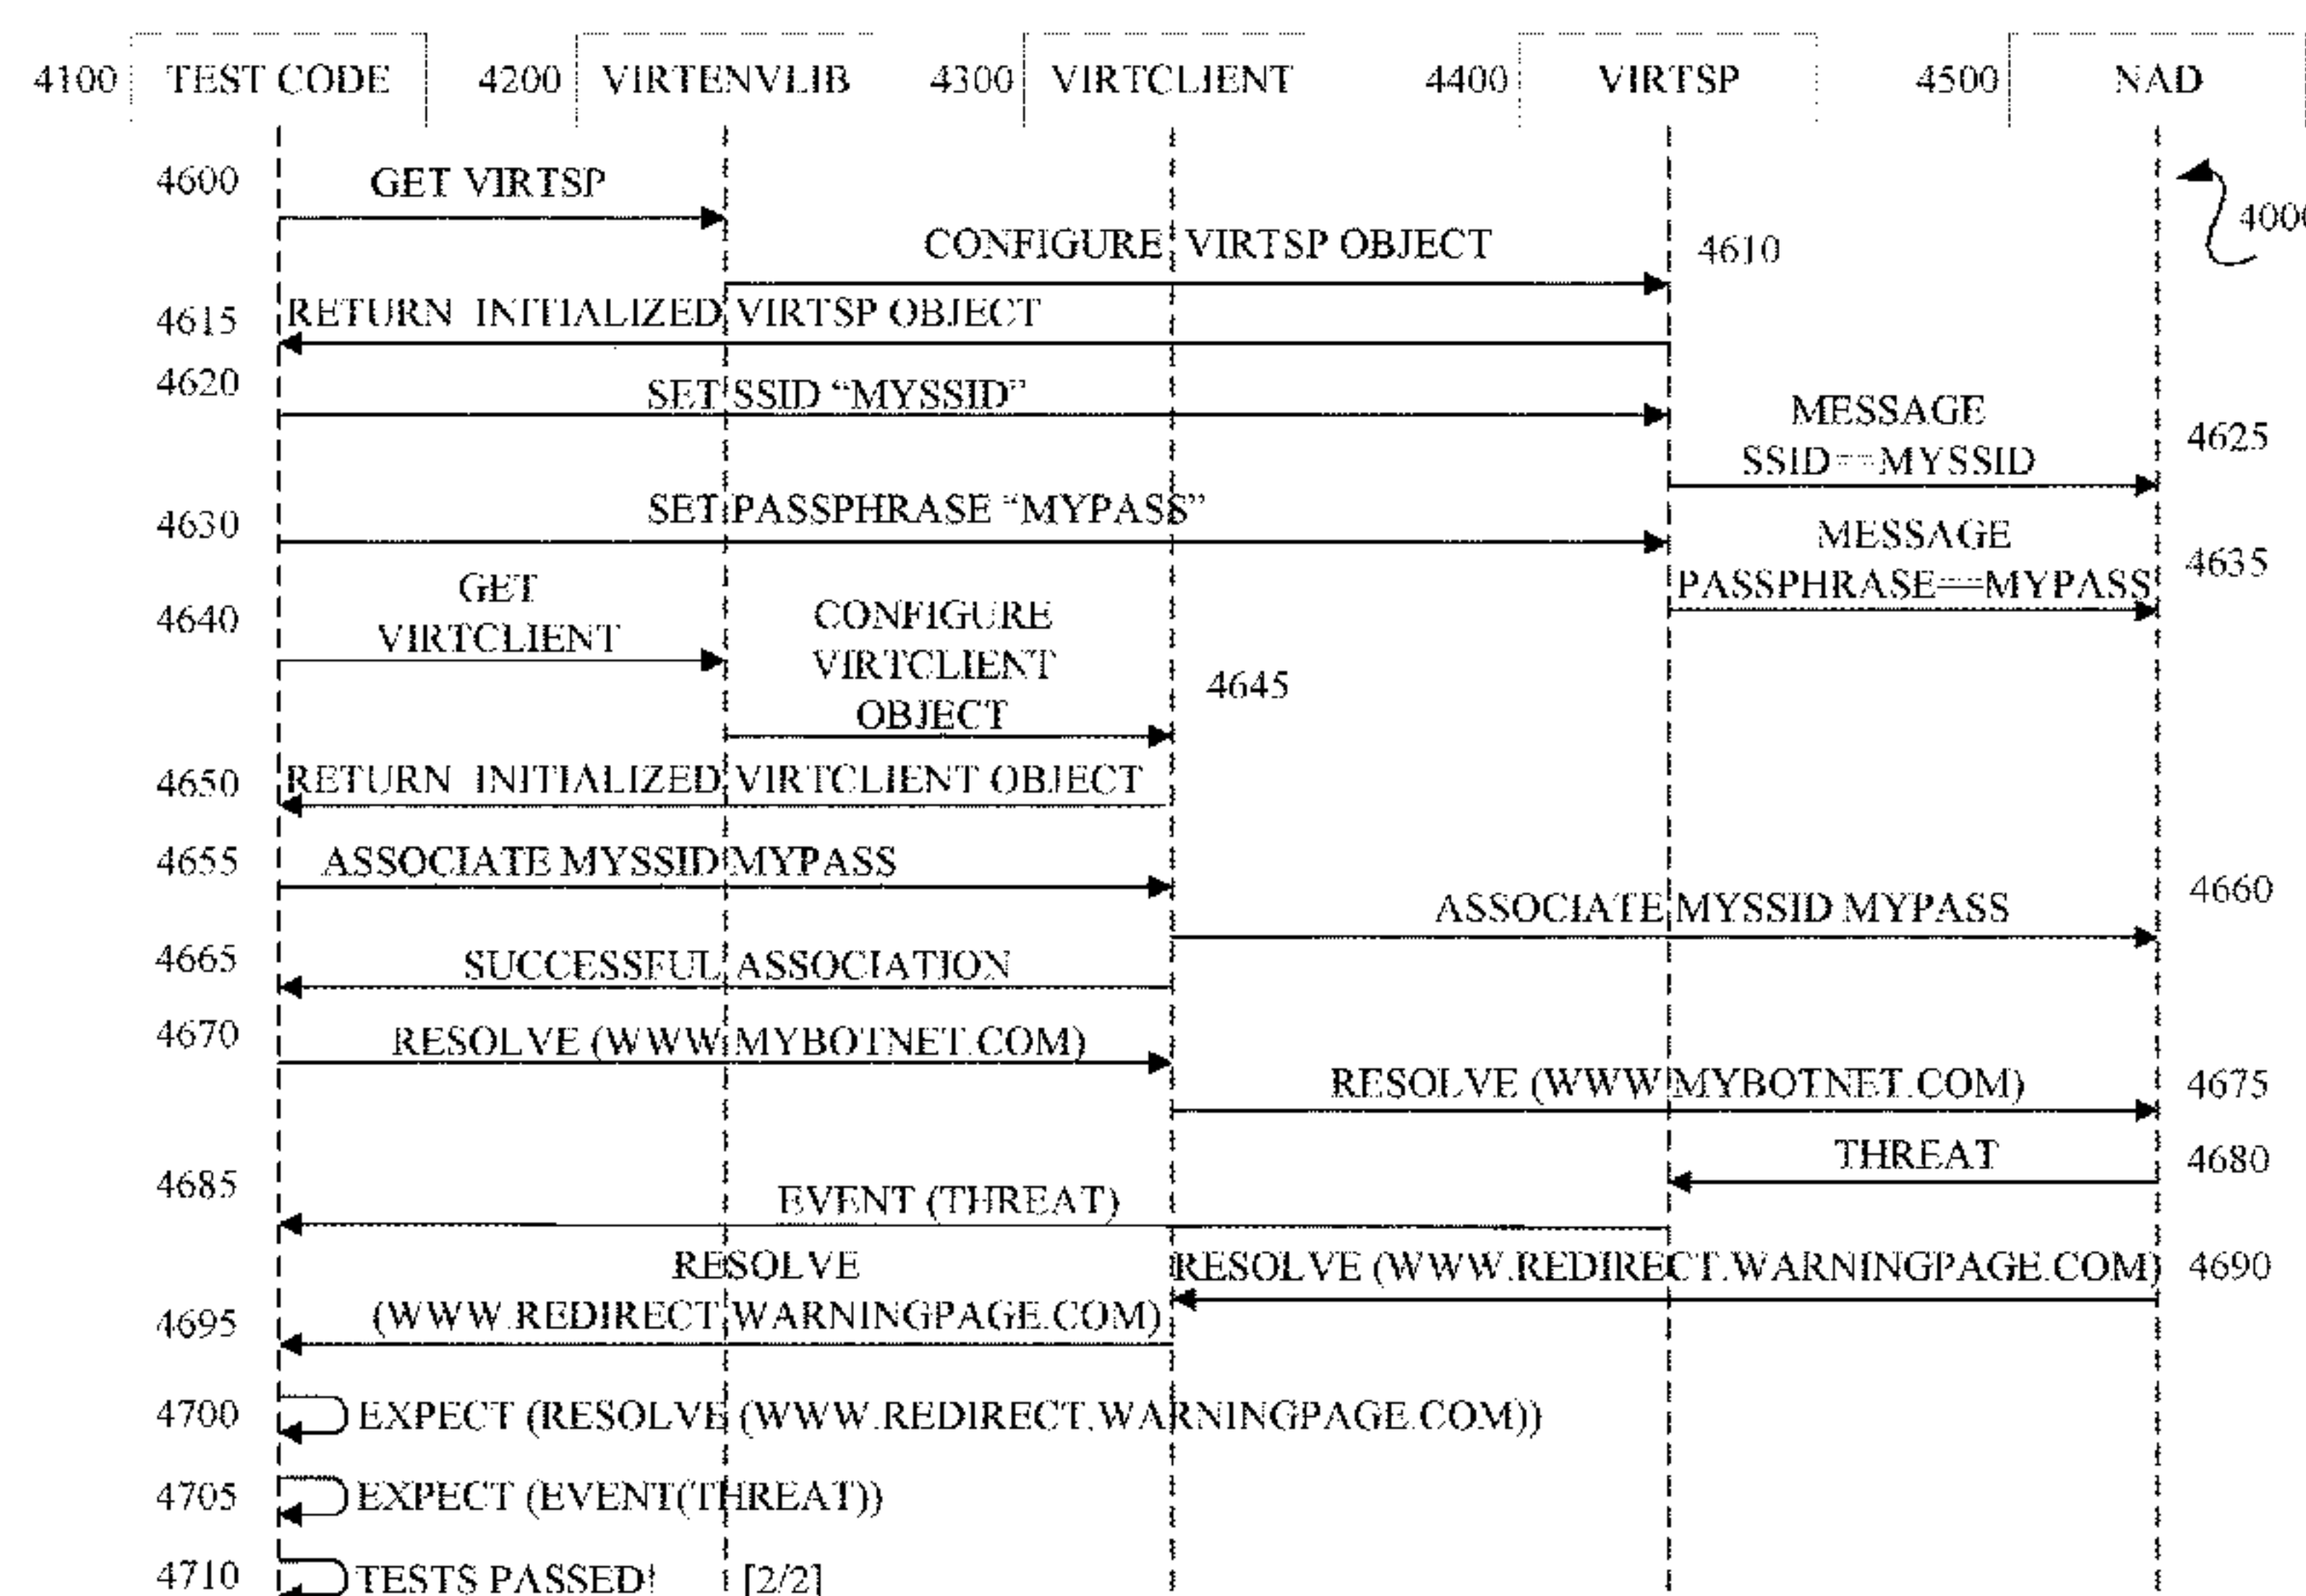 4100 TEST CODE 4200 VIRTENVLIB 4300 VIRTCLIENT 4400 VIRTSP 4500 NAD
4600 GET VIRTSP
4000
CONFIGURE VIRTSP OBJECT 4610
4615 RETURN INITIALIZED VIRTSP OBJECT
4620 SET SSID “MYSSID”
MESSAGE
SSID==MYSSID 4625
4630 SET PASSPHRASE “MYPASS”
MESSAGE
PASSPHRASE==MYPASS 4635
4640 GET
VIRTCLIENT
CONFIGURE
VIRTCLIENT
OBJECT
4645
4650 RETURN INITIALIZED VIRTCLIENT OBJECT
4655 ASSOCIATE MYSSID MYPASS
ASSOCIATE MYSSID MYPASS 4660
4665 SUCCESSFUL ASSOCIATION
4670 RESOLVE (WWW.MYBOTNET.COM)
RESOLVE (WWW.MYBOTNET.COM) 4675
THREAT 4680
4685 EVENT (THREAT)
RESOLVE (WWW.REDIRECT.WARNINGPAGE.COM) 4690
4695 RESOLVE
(WWW.REDIRECT.WARNINGPAGE.COM)
4700 EXPECT (RESOLVE (WWW.REDIRECT.WARNINGPAGE.COM))
4705 EXPECT (EVENT(THREAT))
4710 TESTS PASSED! [2/2]